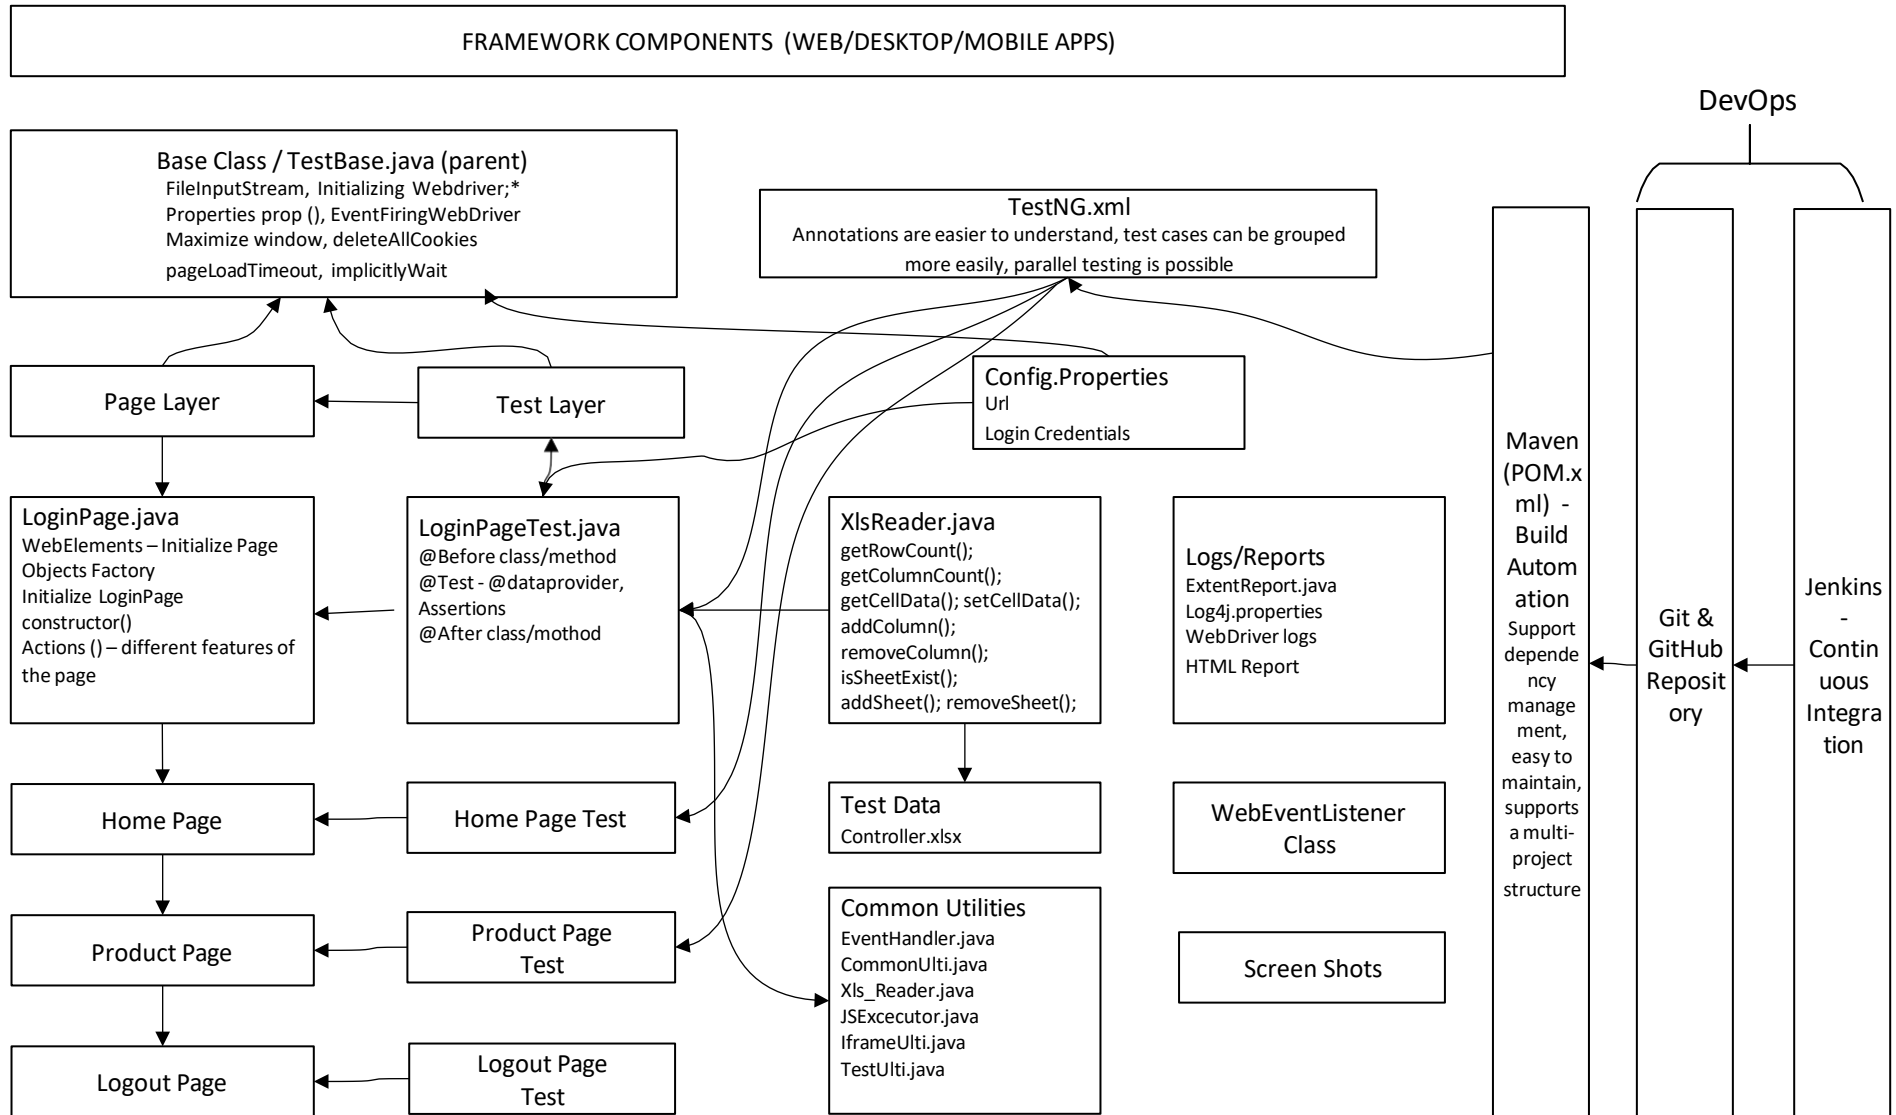 FRAMEWORK COMPONENTS (WEB/DESKTOP/MOBILE APPS)
DevOps
Base Class / TestBase.java (parent)
FileInputStream, Initializing Webdriver;*
Properties prop (), EventFiringWebDriver
Maximize window, deleteAllCookies
pageLoadTimeout, implicitlyWait
TestNG.xml
Annotations are easier to understand, test cases can be grouped
more easily, parallel testing is possible
Page Layer
Test Layer
Config.Properties
Url
Login Credentials
LoginPage.java
WebElements – Initialize Page
Objects Factory
Initialize LoginPage
constructor()
Actions () – different features of
the page
LoginPageTest.java
@Before class/method
@Test - @dataprovider,
Assertions
@After class/mothod
XlsReader.java
getRowCount();
getColumnCount();
getCellData(); setCellData();
addColumn();
removeColumn();
isSheetExist();
addSheet(); removeSheet();
Logs/Reports
ExtentReport.java
Log4j.properties
WebDriver logs
HTML Report
Maven
(POM.x
ml) -
Build
Autom
ation
Support
depende
ncy
manage
ment,
easy to
maintain,
supports
a multi-
project
structure
Git &
GitHub
Reposit
ory
Jenkins
-
Contin
uous
Integra
tion
Home Page
Home Page Test
Test Data
Controller.xlsx
WebEventListener
Class
Product Page
Product Page
Test
Common Utilities
EventHandler.java
CommonUlti.java
Xls_Reader.java
JSExcecutor.java
IframeUlti.java
TestUlti.java
Screen Shots
Logout Page
Logout Page
Test